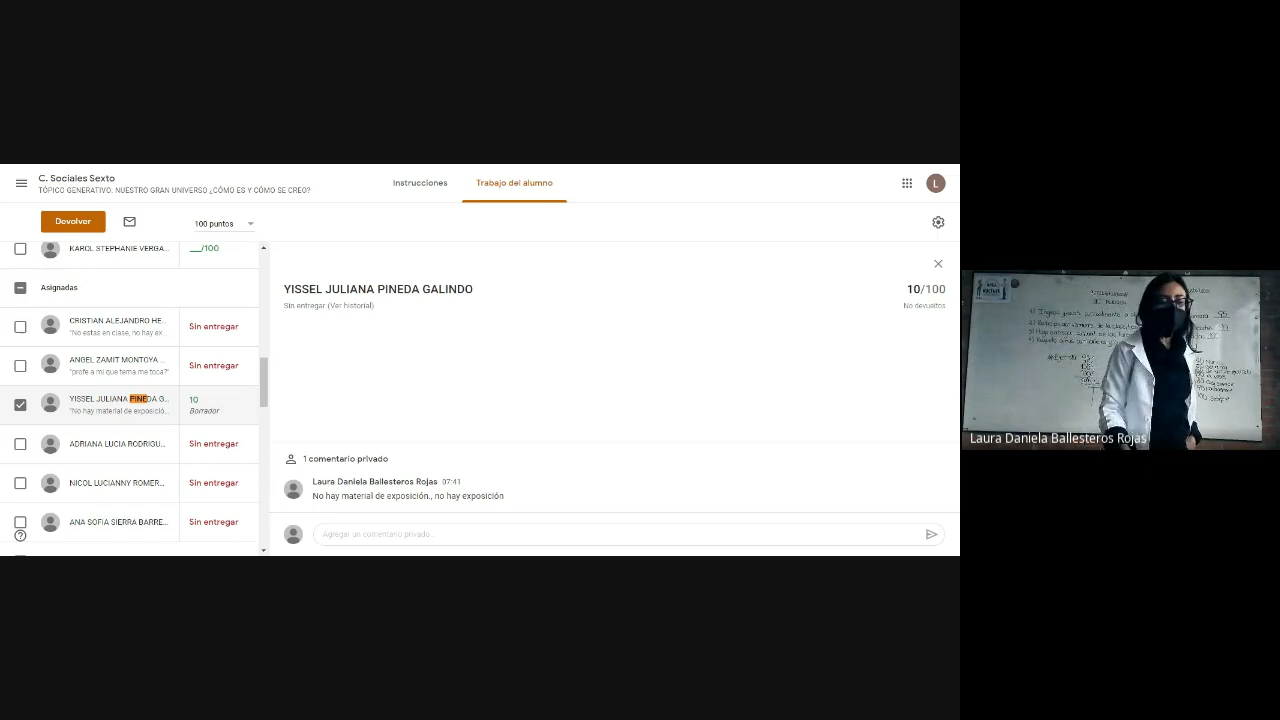 C. Sociales Sexto
TÓPICO GENERATIVO: NUESTRO GRAN UNIVERSO ¿CÓMO ES Y CÓMO SE CREO?
Instrucciones
Trabajo del alumno
L
Devolver
100 puntos
KAROL STEPHANIE VERGA...
__/100
Asignadas
CRISTIAN ALEJANDRO HE...
"No estas en clase, no hay ex...
Sin entregar
ANGEL ZAMIT MONTOYA ...
"profe a mi que tema me toca?"
Sin entregar
YISSEL JULIANA PINEDA G...
"No hay material de exposició...
10
Borrador
ADRIANA LUCIA RODRIGU...
Sin entregar
NICOL LUCIANNY ROMER...
Sin entregar
ANA SOFIA SIERRA BARRE...
Sin entregar
YISSEL JULIANA PINEDA GALINDO
10/100
Sin entregar (Ver historial)
No devueltos
1 comentario privado
Laura Daniela Ballesteros Rojas 07:41
No hay material de exposición., no hay exposición
Agregar un comentario privado...
Laura Daniela Ballesteros Rojas